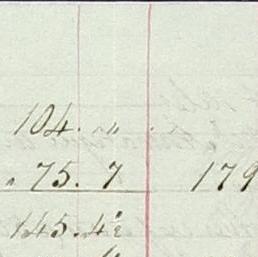 104. " "
" 75. 7 179
145. 4½